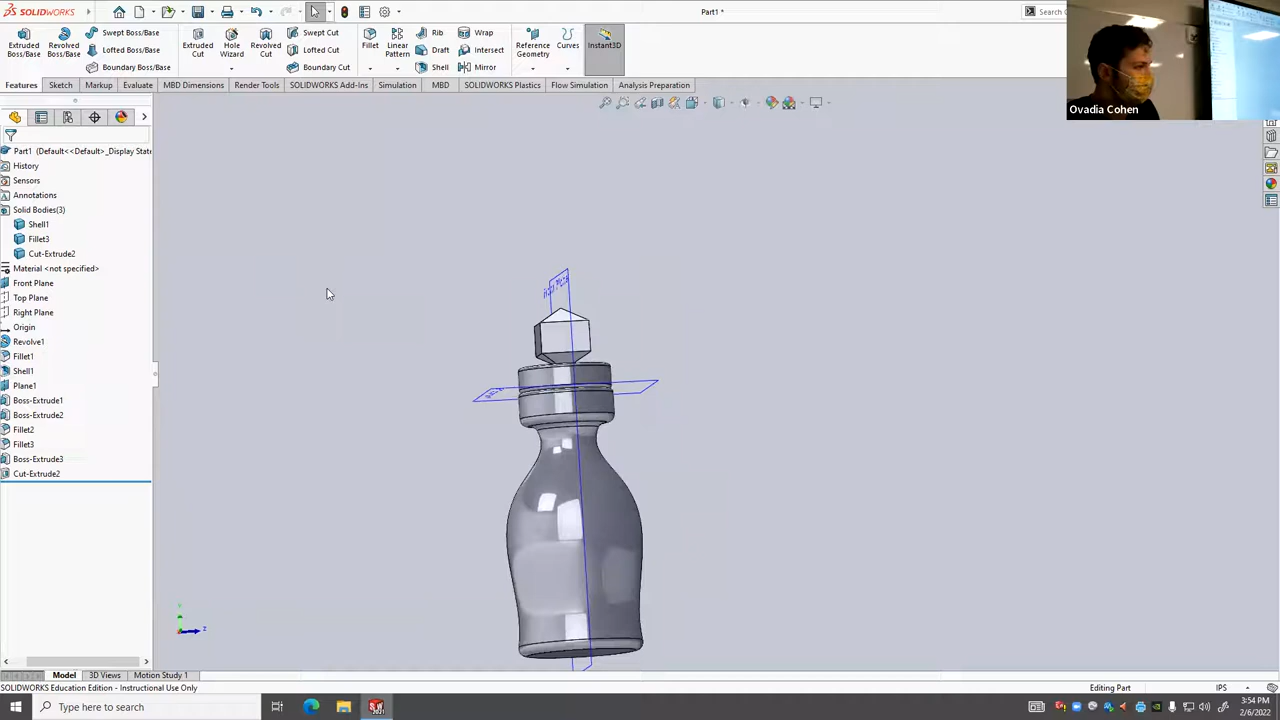 SOLIDWORKS
Part1 *
Search Co
Extruded Boss/Base
Revolved Boss/Base
Swept Boss/Base
Lofted Boss/Base
Boundary Boss/Base
Extruded Cut
Hole Wizard
Revolved Cut
Swept Cut
Lofted Cut
Boundary Cut
Fillet
Linear Pattern
Rib
Draft
Shell
Wrap
Intersect
Mirror
Reference Geometry
Curves
Instant3D
Features
Sketch
Markup
Evaluate
MBD Dimensions
Render Tools
SOLIDWORKS Add-Ins
Simulation
MBD
SOLIDWORKS Plastics
Flow Simulation
Analysis Preparation
Ovadia Cohen
Part1 (Default<<Default>_Display State
History
Sensors
Annotations
Solid Bodies(3)
Shell1
Fillet3
Cut-Extrude2
Material <not specified>
Front Plane
Top Plane
Right Plane
Origin
Revolve1
Fillet1
Shell1
Plane1
Boss-Extrude1
Boss-Extrude2
Fillet2
Fillet3
Boss-Extrude3
Cut-Extrude2
Y
Z
Model
3D Views
Motion Study 1
SOLIDWORKS Education Edition - Instructional Use Only
Editing Part
IPS
Type here to search
3:54 PM
2/6/2022